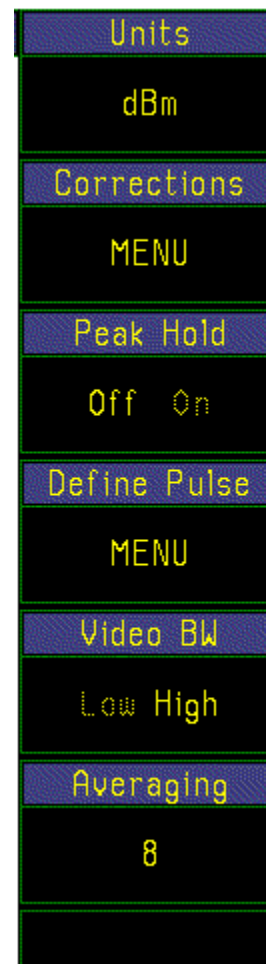 Units
dBm
Corrections
MENU
Peak Hold
Off On
Define Pulse
MENU
Video BW
Low High
Averaging
8